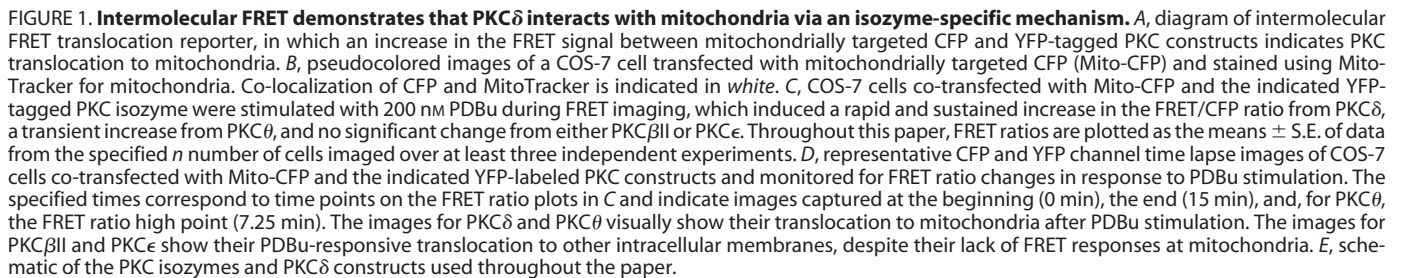 FIGURE 1. Intermolecular FRET demonstrates that PKCδ interacts with mitochondria via an isozyme-specific mechanism. A, diagram of intermolecular
FRET translocation reporter, in which an increase in the FRET signal between mitochondrially targeted CFP and YFP-tagged PKC constructs indicates PKC
translocation to mitochondria. B, pseudocolored images of a COS-7 cell transfected with mitochondrially targeted CFP (Mito-CFP) and stained using Mito-
Tracker for mitochondria. Co-localization of CFP and MitoTracker is indicated in white. C, COS-7 cells co-transfected with Mito-CFP and the indicated YFP-
tagged PKC isozyme were stimulated with 200 nM PDBu during FRET imaging, which induced a rapid and sustained increase in the FRET/CFP ratio from PKCδ,
a transient increase from PKCθ, and no significant change from either PKCβII or PKCϵ. Throughout this paper, FRET ratios are plotted as the means ± S.E. of data
from the specified n number of cells imaged over at least three independent experiments. D, representative CFP and YFP channel time lapse images of COS-7
cells co-transfected with Mito-CFP and the indicated YFP-labeled PKC constructs and monitored for FRET ratio changes in response to PDBu stimulation. The
specified times correspond to time points on the FRET ratio plots in C and indicate images captured at the beginning (0 min), the end (15 min), and, for PKCθ,
the FRET ratio high point (7.25 min). The images for PKCδ and PKCθ visually show their translocation to mitochondria after PDBu stimulation. The images for
PKCβII and PKCϵ show their PDBu-responsive translocation to other intracellular membranes, despite their lack of FRET responses at mitochondria. E, sche-
matic of the PKC isozymes and PKCδ constructs used throughout the paper.